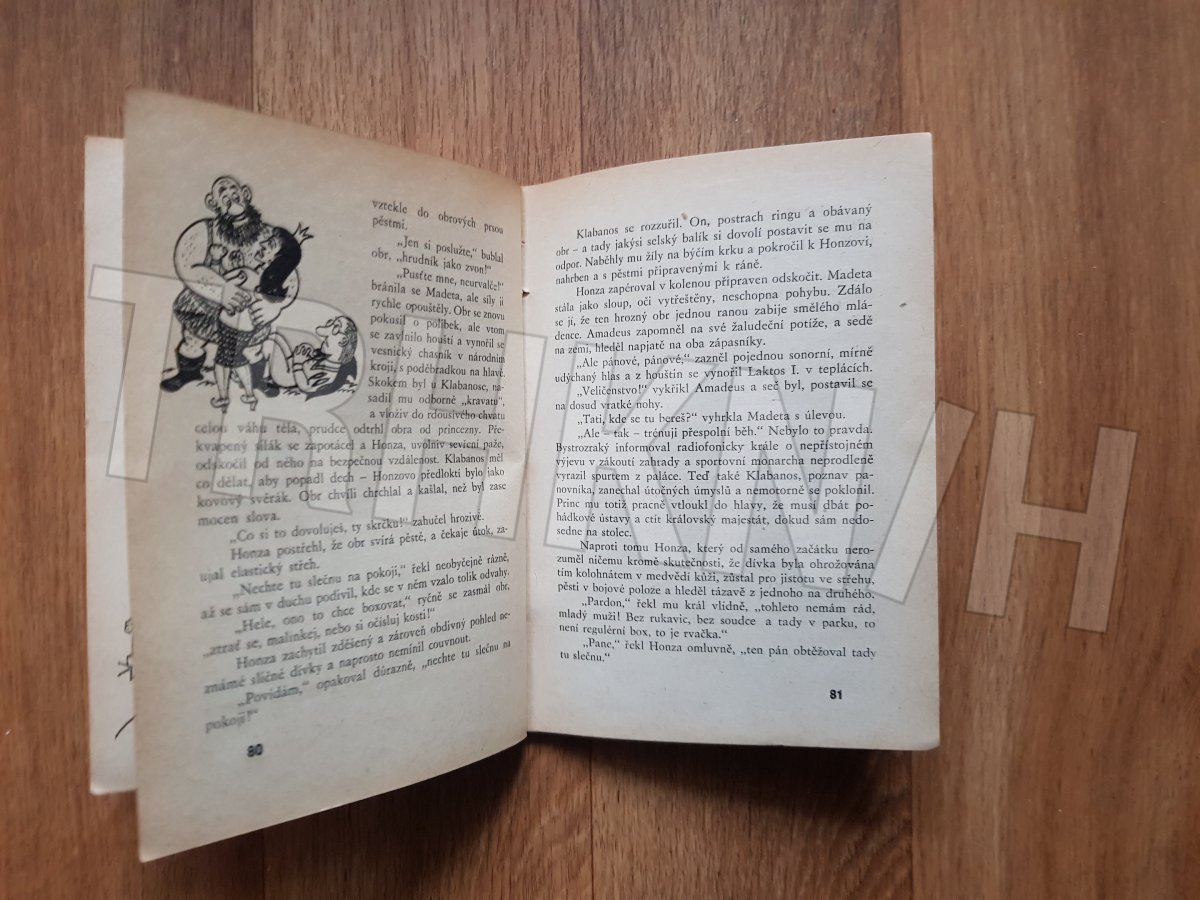 vztekle do obrových prsou
pěstmi.
„Jen si poslužte,“ bublal
obr, „hrudník jako zvon!“
„Pusťte mne, neurvalče!“
bránila se Madeta, ale síly ji
rychle opouštěly. Obr se znovu
pokusil o polibek, ale vtom
se zavlnilo houští a vynořil se
vesnický chasník v národním
kroji, s poděbradkou na hlavě.
Skokem byl u Klabanose, na-
sadil mu odborně „kravatu“,
a vloživ do rdousivého chvatu
celou váhu těla, prudce odtrhl obra od princezny. Pře-
kvapený silák se zapotácel a Honza, uvolniv sevření paže,
odskočil od něho na bezpečnou vzdálenost. Klabanos měl
co dělat, aby popadl dech – Honzovo předloktí bylo jako
kovový svěrák. Obr chvíli chrchlal a kašlal, než byl zase
mocen slova.
„Co si to dovoluješ, ty skrčku!“ zahučel hrozivě.
Honza postřehl, že obr svírá pěstě, a čekaje útok, za-
ujal elastický střeh.
„Nechte tu slečnu na pokoji,“ řekl neobyčejně rázně,
až se sám v duchu podivil, kde se v něm vzalo tolik odvahy.
„Hele, ono to chce boxovat,“ ryčně se zasmál obr,
„ztrať se, malinkej, nebo si očísluj kosti!“
Honza zachytil zděšený a zároveň obdivný pohled ne-
známé sličné dívky a naprosto nemínil couvnout.
„Povídám,“ opakoval důrazně, „nechte tu slečnu na
pokoji!“
80
Klabanos se rozzuřil. On, postrach ringu a obávaný
obr – a tady jakýsi selský balík si dovolí postavit se mu na
odpor. Naběhly mu žíly na býčím krku a pokročil k Honzovi,
nahrben a s pěstmi připravenými k ráně.
Honza zapéroval v kolenou připraven odskočit. Madeta
stála jako sloup, oči vytřeštěny, neschopna pohybu. Zdálo
se jí, že ten hrozný obr jednou ranou zabije smělého mlá-
dence. Amadeus zapomněl na své žaludeční potíže, a sedě
na zemi, hleděl napjatě na oba zápasníky.
„Ale pánové, pánové,“ zazněl pojednou sonorní, mírně
udýchaný hlas a z houštin se vynořil Laktos I. v teplácích.
„Veličenstvo!“ vykřikl Amadeus a seč byl, postavil se
na dosud vratké nohy.
„Tati, kde se tu bereš?“ vyhrkla Madeta s úlevou.
„Ale – tak – trénuji přespolní běh.“ Nebylo to pravda.
Bystrozraký informoval radiofonicky krále o nepřístojném
výjevu v zákoutí zahrady a sportovní monarcha neprodleně
vyrazil spurtem z paláce. Teď také Klabanos, poznav pa-
novníka, zanechal útočných úmyslů a nemotorně se poklonil.
Princ mu totiž pracně vtloukl do hlavy, že musí dbát po-
hádkové ústavy a ctít královský majestát, dokud sám nedo-
sedne na stolec.
Naproti tomu Honza, který od samého začátku nero-
zuměl ničemu kromě skutečnosti, že dívka byla ohrožována
tím kolohnátem v medvědí kůži, zůstal pro jistotu ve střehu,
pěsti v bojové poloze a hleděl tázavě z jednoho na druhého.
„Pardon,“ řekl mu král vlídně, „tohleto nemám rád,
mladý muži! Bez rukavic, bez soudce a tady v parku, to
není regulérní box, to je rvačka.“
„Pane,“ řekl Honza omluvně, „ten pán obtěžoval tady
tu slečnu.“
81